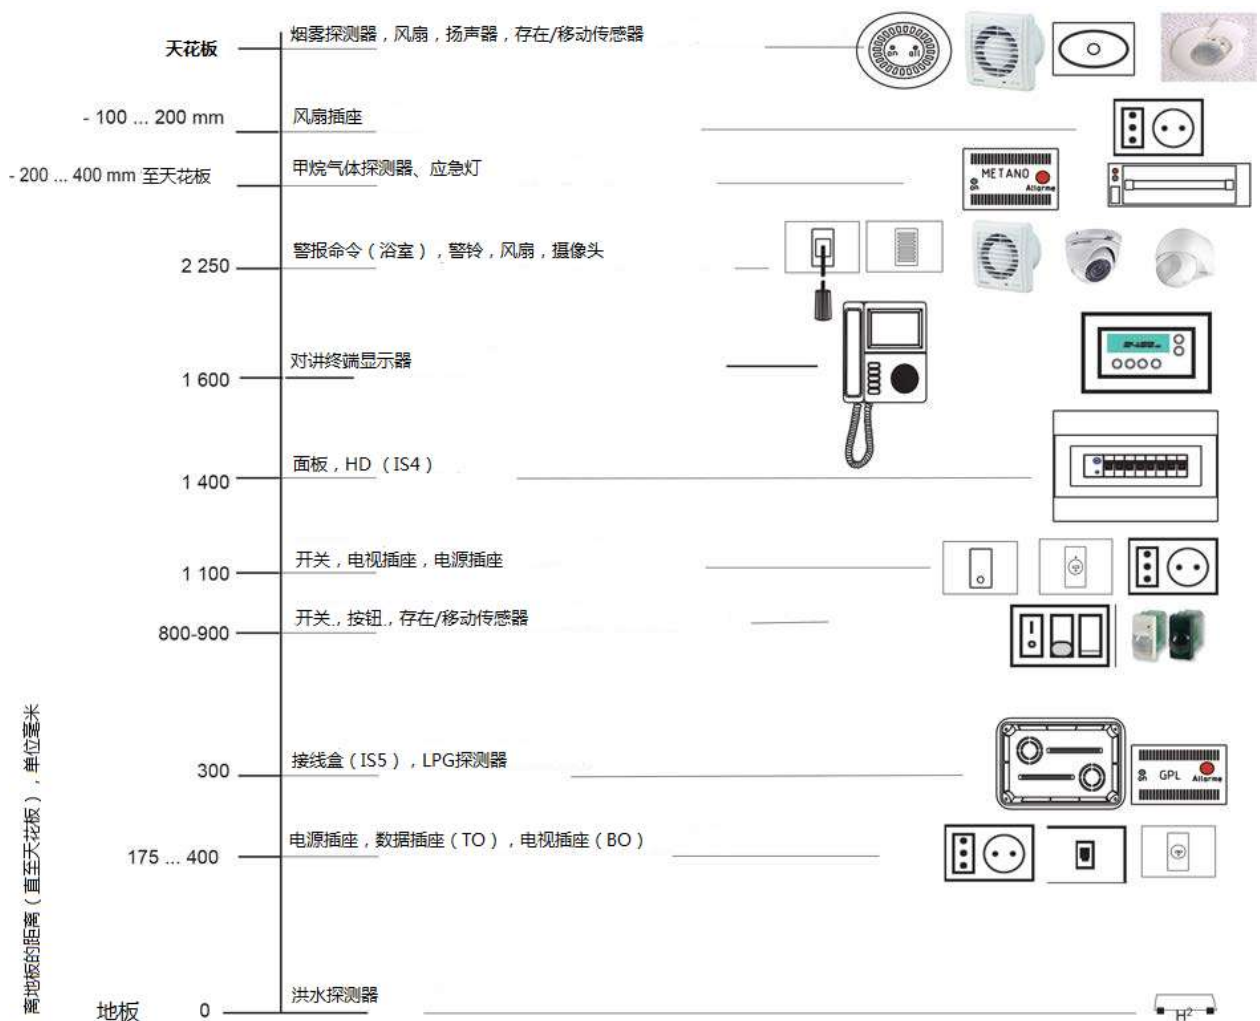 天花板
烟雾探测器，风扇，扬声器，存在/移动传感器
on all
- 100 ... 200 mm
风扇插座
- 200 ... 400 mm 至天花板
甲烷气体探测器、应急灯
METANO
on Allarme
2 250
警报命令（浴室），警铃，风扇，摄像头
1 600
对讲终端显示器
1 400
面板，HD（IS4）
1 100
开关，电视插座，电源插座
800-900
开关.，按钮.，存在/移动传感器
300
接线盒（IS5），LPG探测器
on GPL Allarme
175 ... 400
电源插座，数据插座（TO），电视插座（BO）
离地板的距离（直至天花板），单位毫米
地板 0
洪水探测器
H²